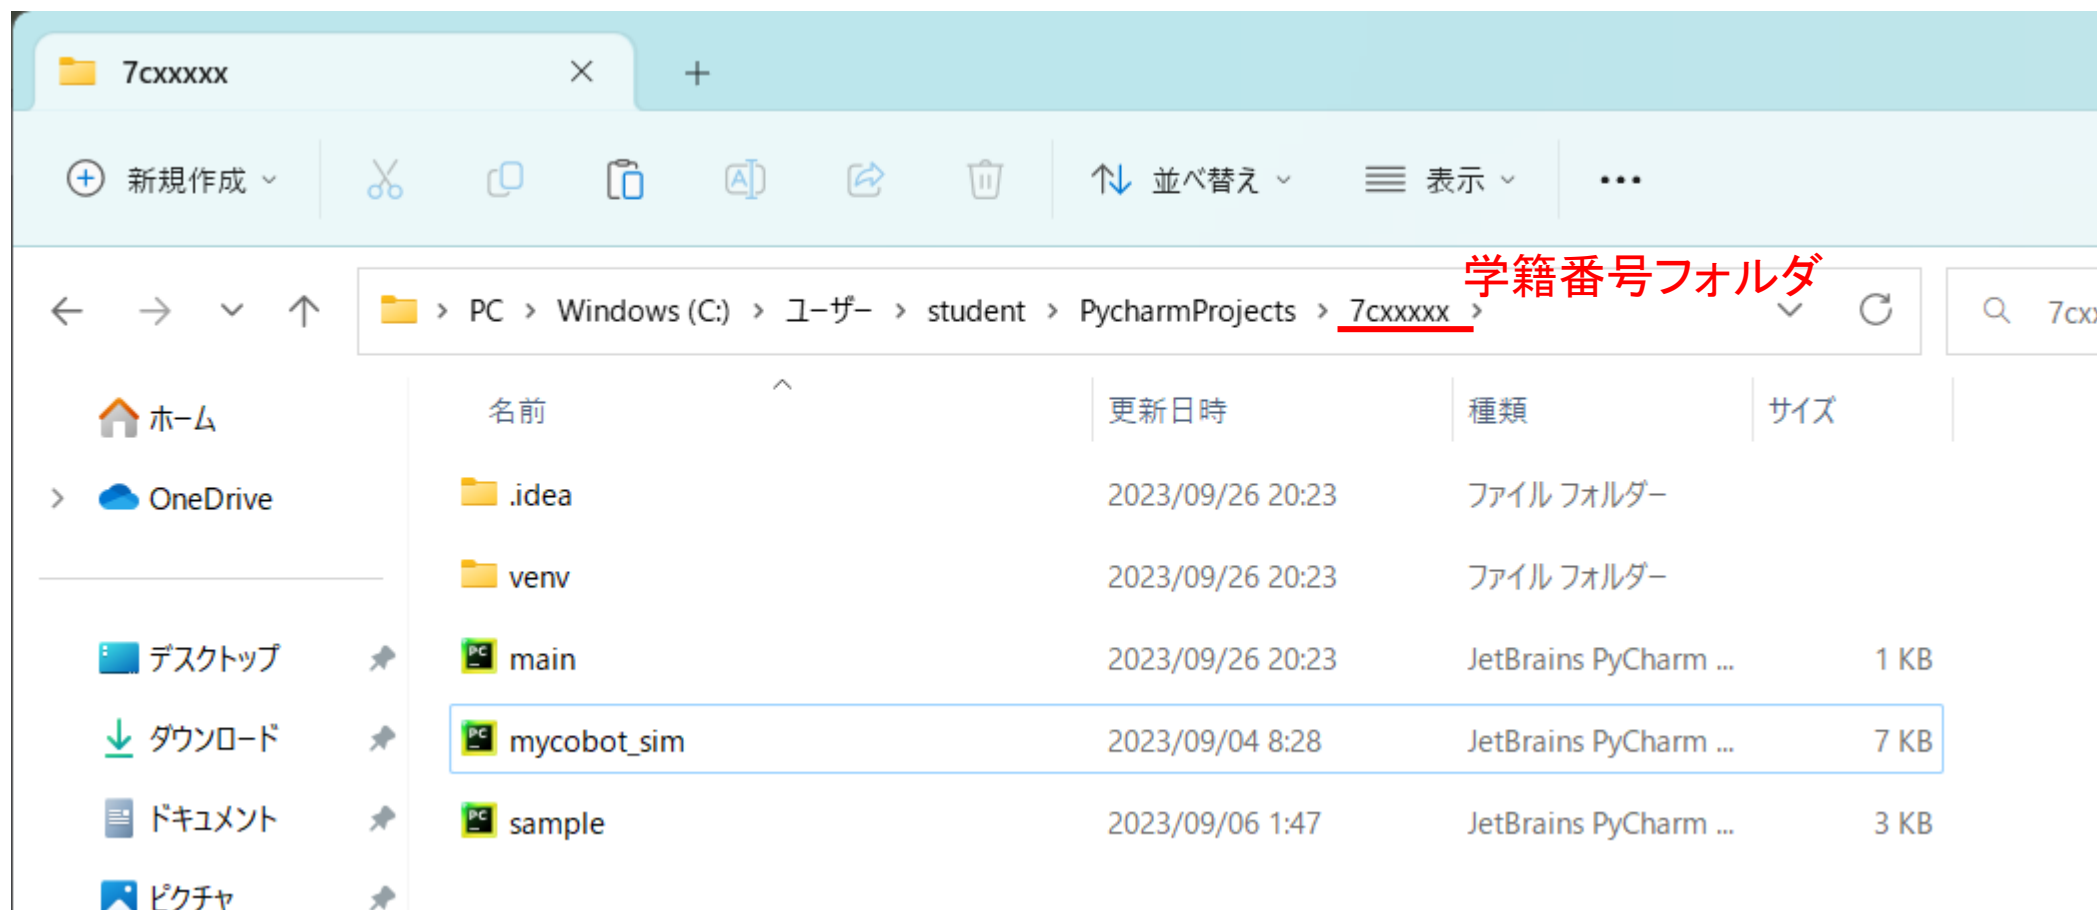 7cxxxxx
新規作成
並べ替え
表示
学籍番号フォルダ
PC > Windows (C:) > ユーザー > student > PycharmProjects > 7cxxxxx >
7cx
名前 更新日時 種類 サイズ
ホーム
OneDrive
.idea 2023/09/26 20:23 ファイル フォルダー
venv 2023/09/26 20:23 ファイル フォルダー
デスクトップ
main 2023/09/26 20:23 JetBrains PyCharm ... 1 KB
ダウンロード
mycobot_sim 2023/09/04 8:28 JetBrains PyCharm ... 7 KB
ドキュメント
sample 2023/09/06 1:47 JetBrains PyCharm ... 3 KB
ピクチャ